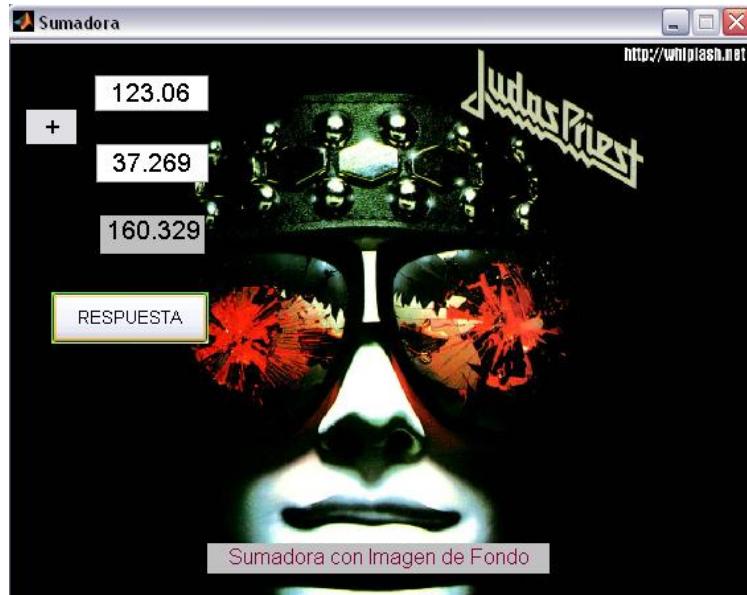 Sumadora
http://whiplash.net
Judas Priest
123.06
+
37.269
160.329
RESPUESTA
Sumadora con Imagen de Fondo